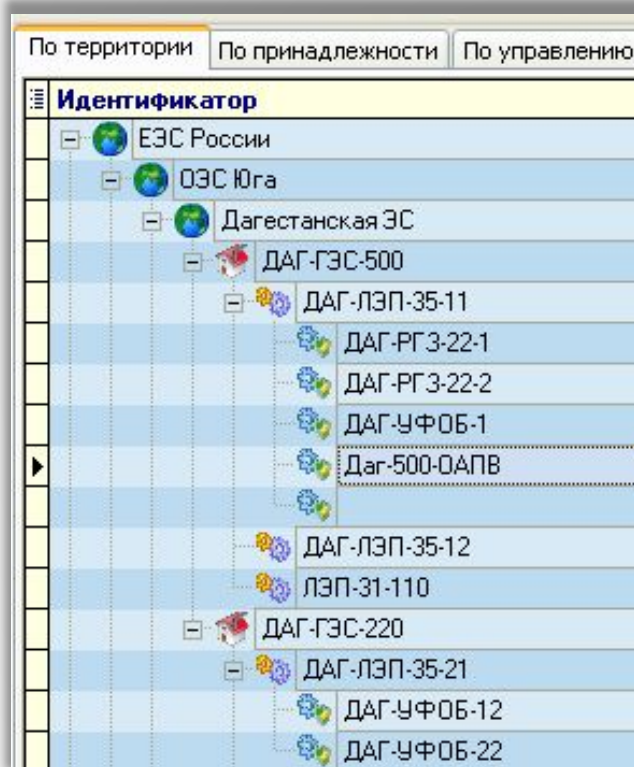 По территории По принадлежности По управлению
Идентификатор
ЕЭС России
ОЭС Юга
Дагестанская ЭС
ДАГ-ГЭС-500
ДАГ-ЛЭП-35-11
ДАГ-РГЗ-22-1
ДАГ-РГЗ-22-2
ДАГ-УФОБ-1
Даг-500-ОАПВ
ДАГ-ЛЭП-35-12
ЛЭП-31-110
ДАГ-ГЭС-220
ДАГ-ЛЭП-35-21
ДАГ-УФОБ-12
ДАГ-УФОБ-22